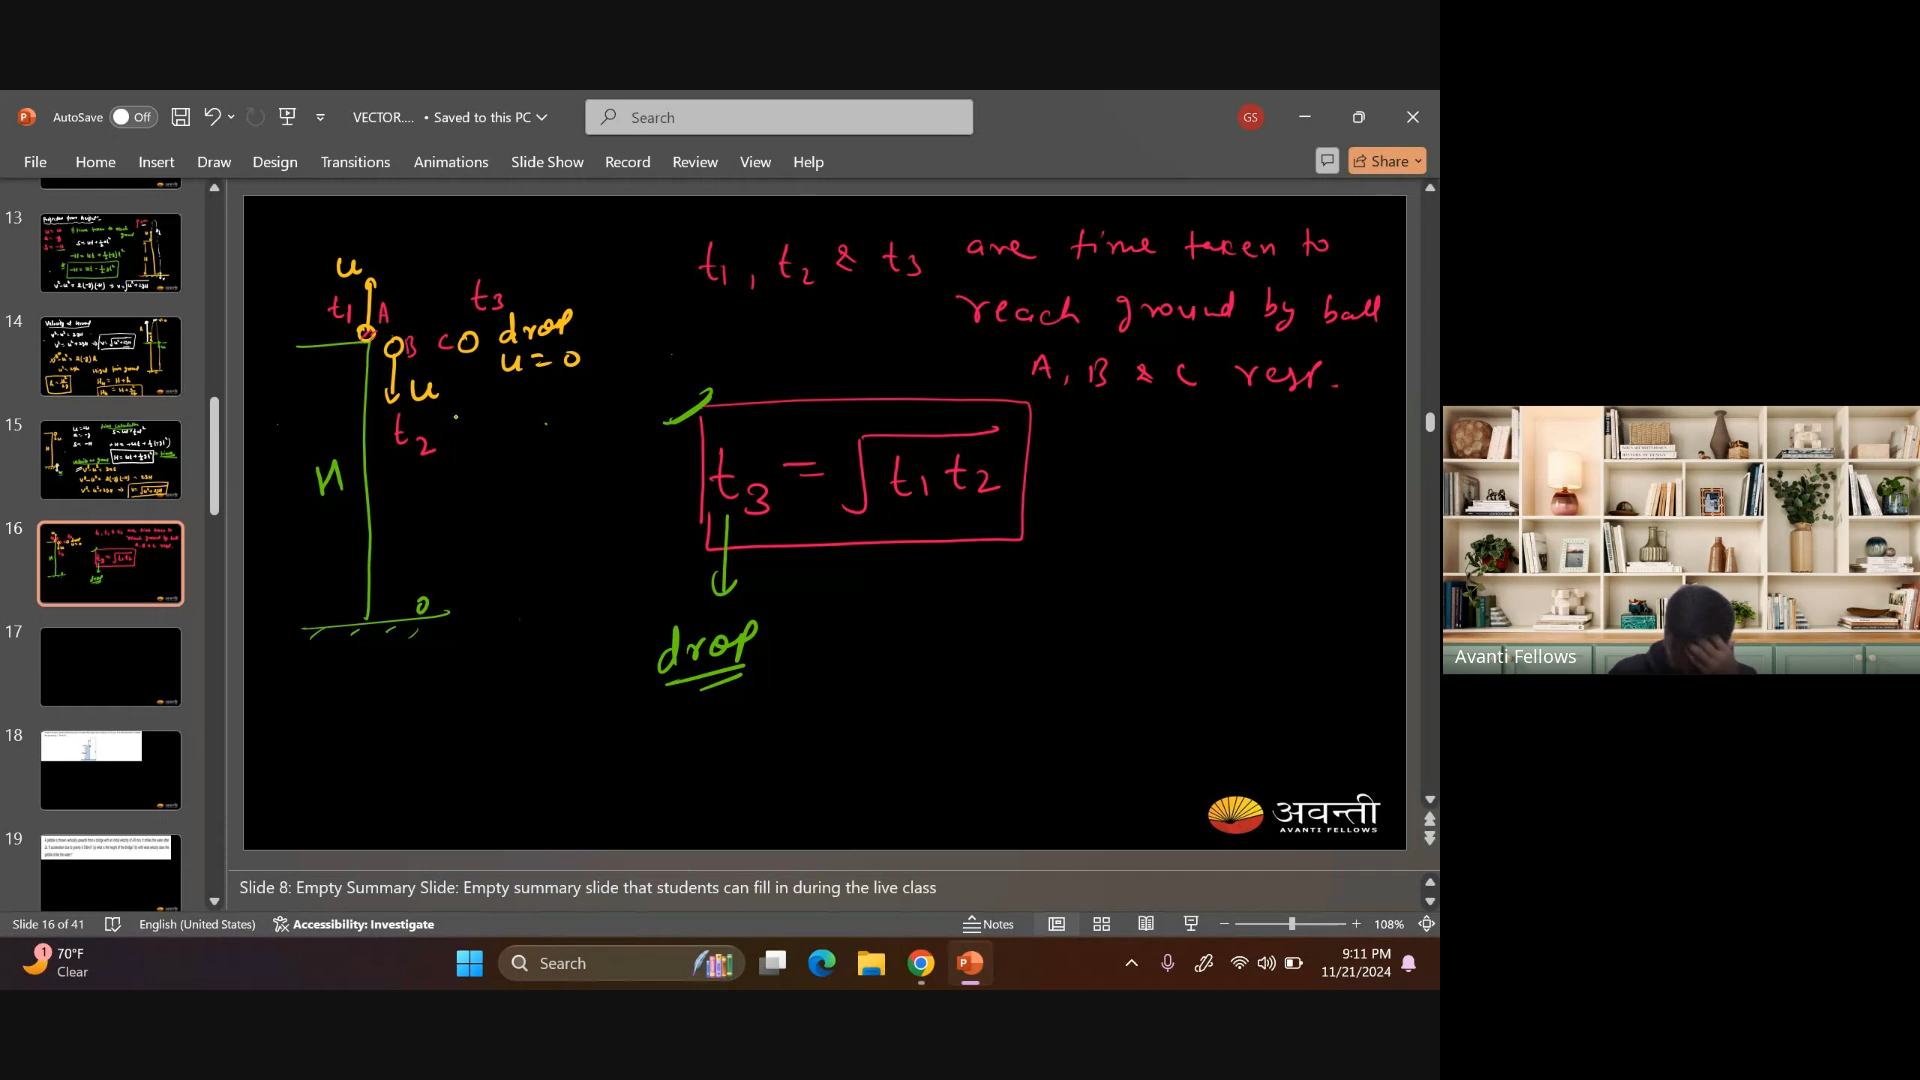 AutoSave Off
VECTOR.... • Saved to this PC
Search
GS
File Home Insert Draw Design Transitions Animations Slide Show Record Review View Help
Share
13
14
15
16
17
18
19
u
t1 A
t3
B C drop
u = 0
u
t2
H
t1, t2 & t3 are time taken to
reach ground by ball
A, B & C resp.
t3 = √t1 t2
drop
अवन्ती
AVANTI FELLOWS
Avanti Fellows
Slide 8: Empty Summary Slide: Empty summary slide that students can fill in during the live class
Slide 16 of 41 English (United States) Accessibility: Investigate Notes 108%
1 70°F
Clear
Search
9:11 PM
11/21/2024